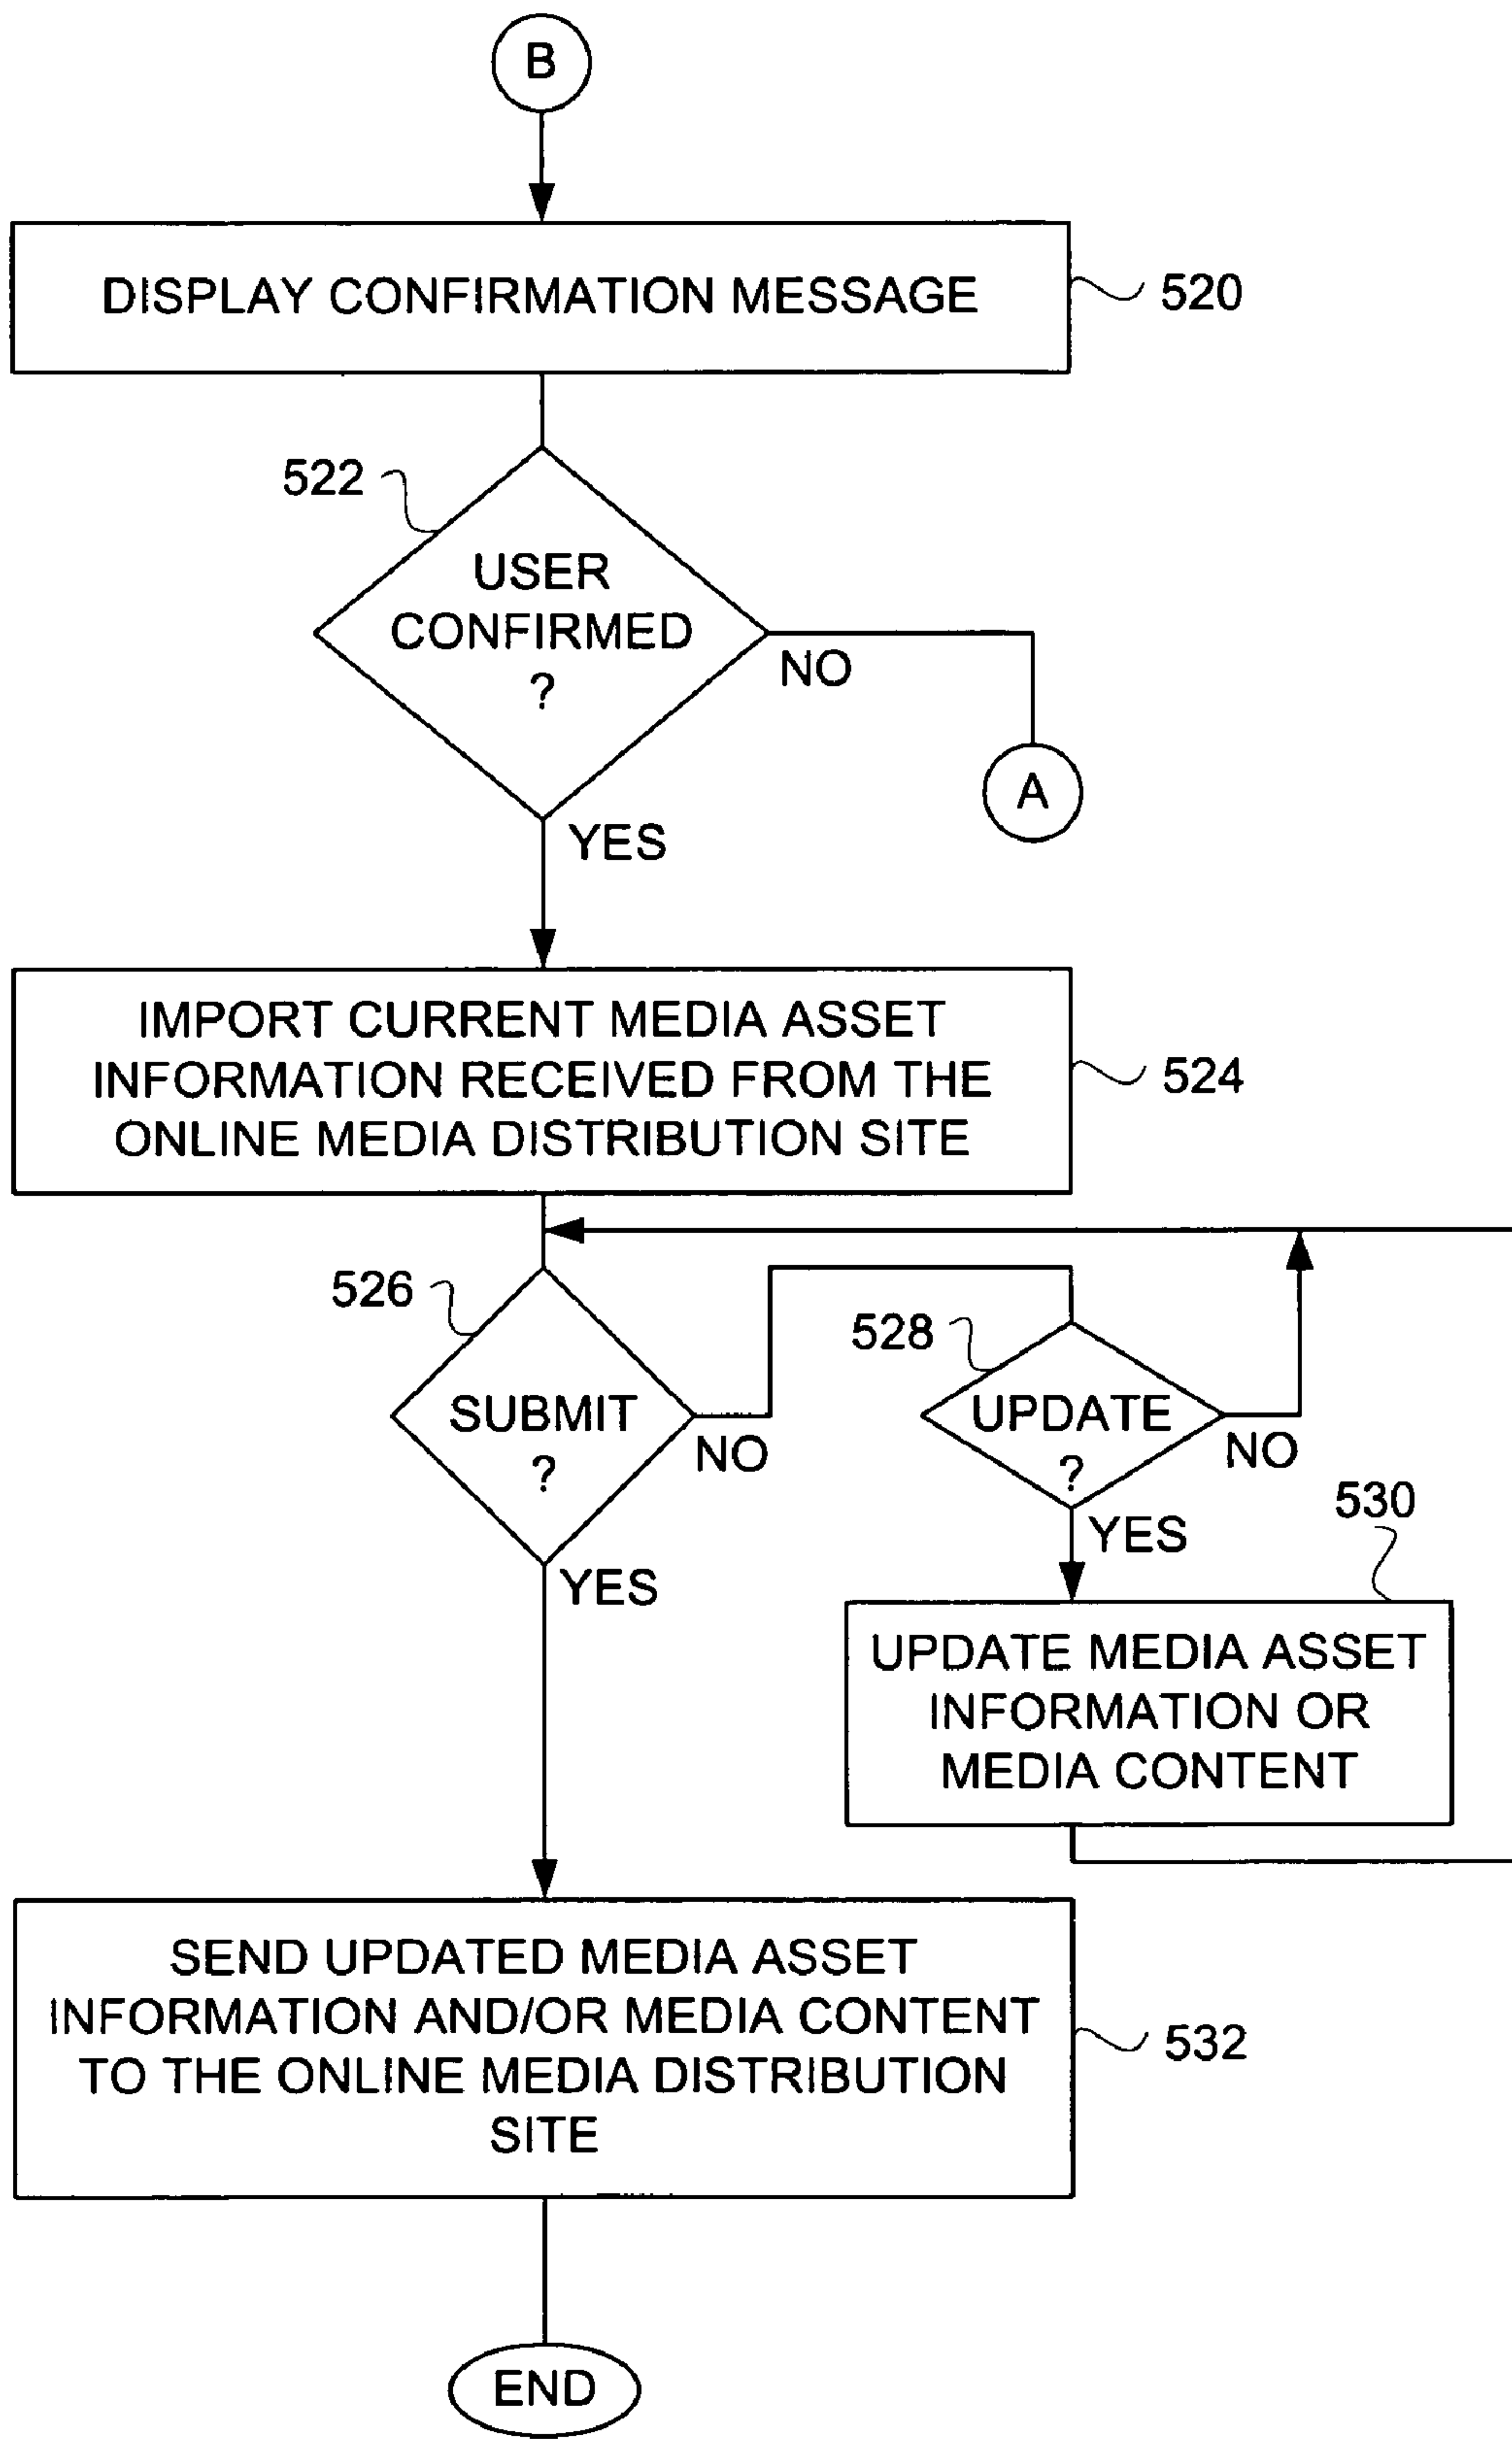 B
DISPLAY CONFIRMATION MESSAGE
520
522
USER
CONFIRMED
?
NO
A
YES
IMPORT CURRENT MEDIA ASSET
INFORMATION RECEIVED FROM THE
ONLINE MEDIA DISTRIBUTION SITE
524
526
SUBMIT
?
NO
YES
528
UPDATE
?
NO
YES
530
UPDATE MEDIA ASSET
INFORMATION OR
MEDIA CONTENT
SEND UPDATED MEDIA ASSET
INFORMATION AND/OR MEDIA CONTENT
TO THE ONLINE MEDIA DISTRIBUTION
SITE
532
END